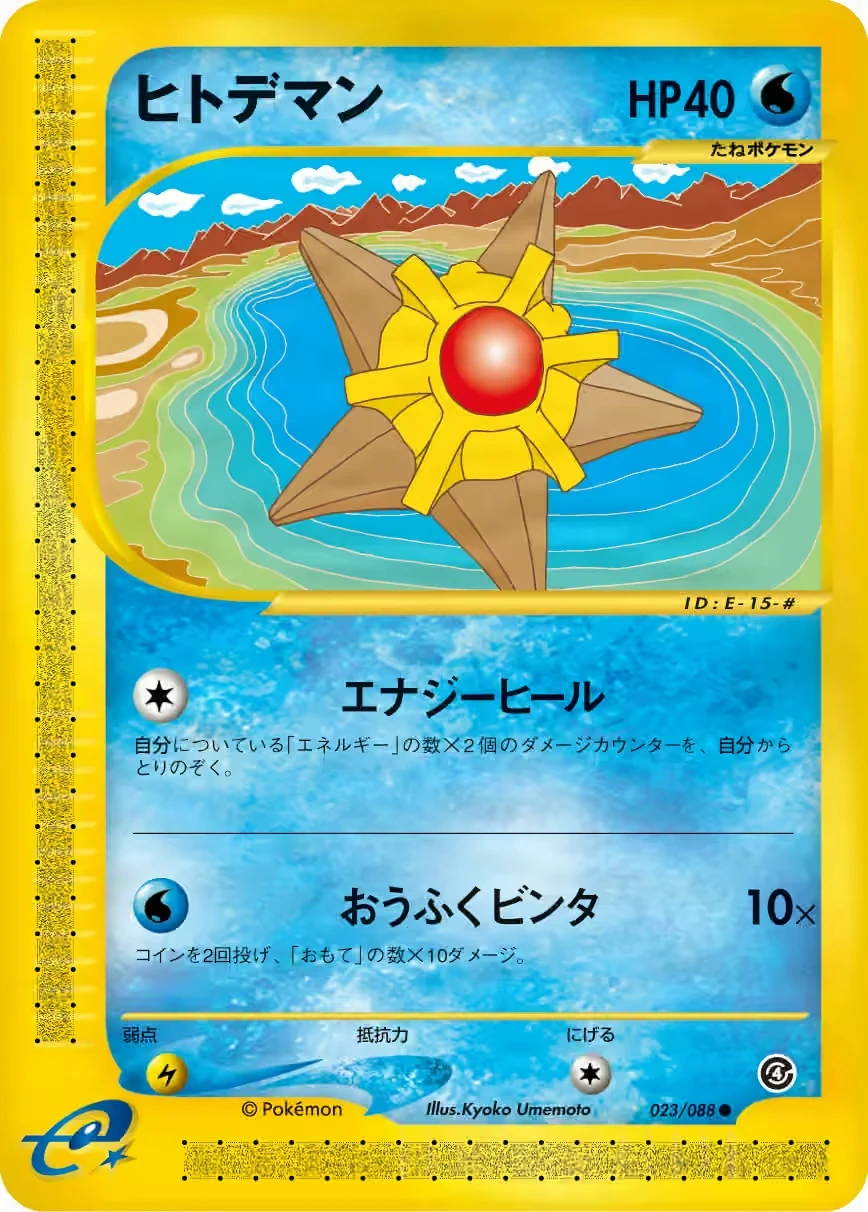 ヒトデマン HP40
たねポケモン
ID:E-15-#
エナジーヒール
自分についている「エネルギー」の数×2個のダメージカウンターを、自分から
とりのぞく。
おうふくビンタ 10×
コインを2回投げ、「おもて」の数×10ダメージ。
弱点 抵抗力 にげる
4
© Pokémon Illus.Kyoko Umemoto 023/088●
e